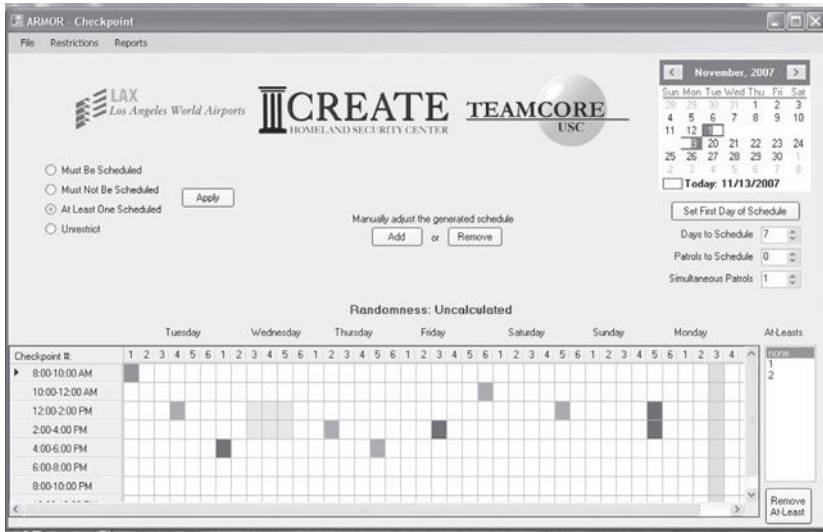 ARMOR - Checkpoint
File Restrictions Reports
LAX
Los Angeles World Airports
CREATE
HOMELAND SECURITY CENTER
TEAMCORE
USC
November, 2007
Sun Mon Tue Wed Thu Fri Sat
28 29 30 31 1 2 3
4 5 6 7 8 9 10
11 12
20 21 22 23 24
25 26 27 28 29 30 1
2 3 4 5 6 7 8
Today: 11/13/2007
Must Be Scheduled
Must Not Be Scheduled
At Least One Scheduled
Unrestrict
Apply
Manually adjust the generated schedule
Add or Remove
Set First Day of Schedule
Days to Schedule 7
Patrols to Schedule 0
Simultaneous Patrols 1
Randomness: Uncalculated
Tuesday Wednesday Thursday Friday Saturday Sunday Monday At-Leasts
Checkpoint #: 1 2 3 4 5 6 1 2 3 4 5 6 1 2 3 4 5 6 1 2 3 4 5 6 1 2 3 4 5 6 1 2 3 4 5 6 1 2 3 4
none
1
2
8:00-10:00 AM
10:00-12:00 AM
12:00-2:00 PM
2:00-4:00 PM
4:00-6:00 PM
6:00-8:00 PM
8:00-10:00 PM
Remove
At-Least